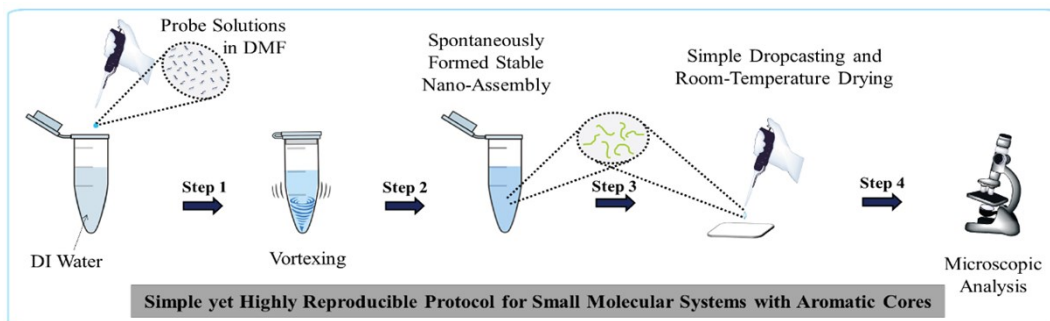 Probe Solutions
in DMF
DI Water
Step 1
Vortexing
Step 2
Spontaneously
Formed Stable
Nano-Assembly
Step 3
Simple Dropcasting and
Room-Temperature Drying
Step 4
Microscopic
Analysis
Simple yet Highly Reproducible Protocol for Small Molecular Systems with Aromatic Cores